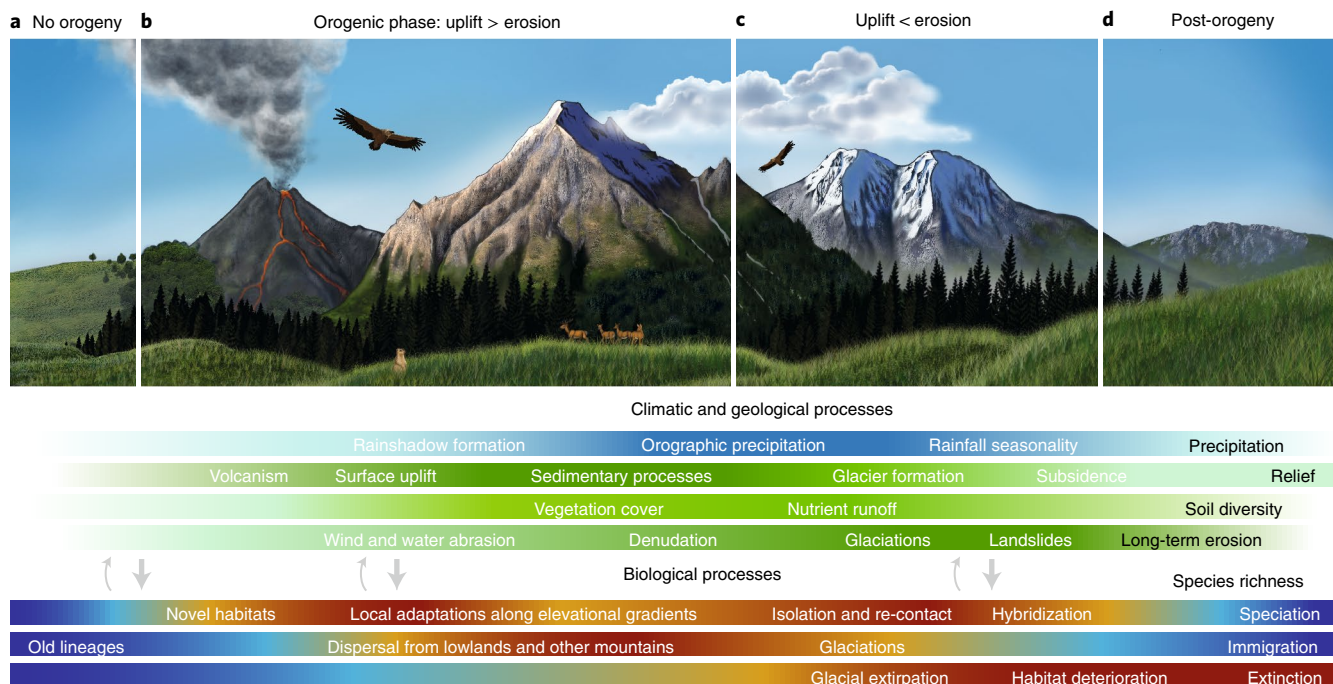 a No orogeny
b Orogenic phase: uplift > erosion
c Uplift < erosion
d Post-orogeny
Climatic and geological processes
Rainshadow formation Orographic precipitation Rainfall seasonality Precipitation
Volcanism Surface uplift Sedimentary processes Glacier formation Subsidence Relief
Vegetation cover Nutrient runoff Soil diversity
Wind and water abrasion Denudation Glaciations Landslides Long-term erosion
Biological processes
Species richness
Novel habitats Local adaptations along elevational gradients Isolation and re-contact Hybridization Speciation
Old lineages Dispersal from lowlands and other mountains Glaciations Immigration
Glacial extirpation Habitat deterioration Extinction